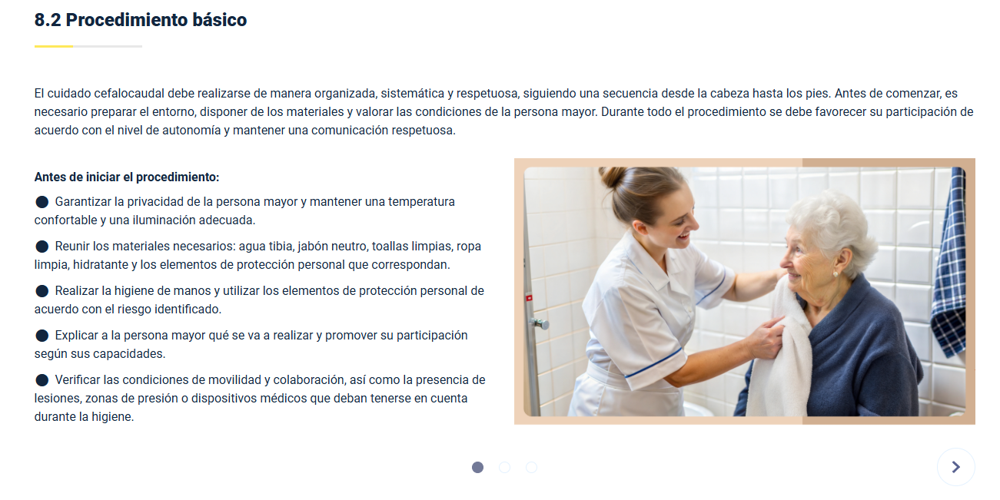 8.2 Procedimiento básico
El cuidado cefalocaudal debe realizarse de manera organizada, sistemática y respetuosa, siguiendo una secuencia desde la cabeza hasta los pies. Antes de comenzar, es
necesario preparar el entorno, disponer de los materiales y valorar las condiciones de la persona mayor. Durante todo el procedimiento se debe favorecer su participación de
acuerdo con el nivel de autonomía y mantener una comunicación respetuosa.
Antes de iniciar el procedimiento:
● Garantizar la privacidad de la persona mayor y mantener una temperatura
confortable y una iluminación adecuada.
● Reunir los materiales necesarios: agua tibia, jabón neutro, toallas limpias, ropa
limpia, hidratante y los elementos de protección personal que correspondan.
● Realizar la higiene de manos y utilizar los elementos de protección personal de
acuerdo con el riesgo identificado.
● Explicar a la persona mayor qué se va a realizar y promover su participación
según sus capacidades.
● Verificar las condiciones de movilidad y colaboración, así como la presencia de
lesiones, zonas de presión o dispositivos médicos que deban tenerse en cuenta
durante la higiene.